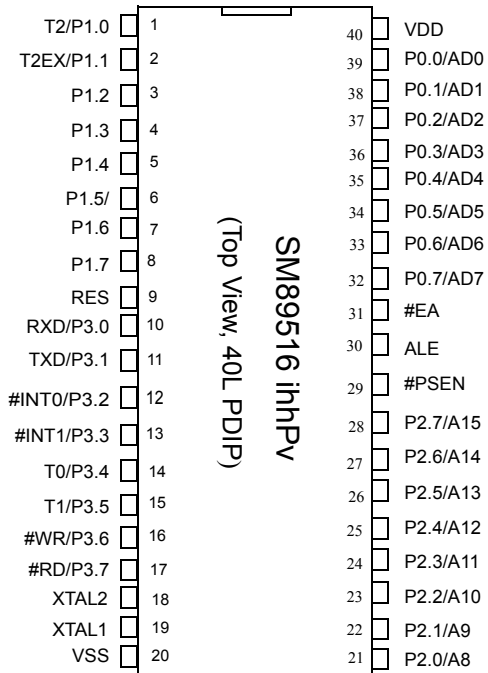 T2/P1.0 1
T2EX/P1.1 2
P1.2 3
P1.3 4
P1.4 5
P1.5/ 6
P1.6 7
P1.7 8
RES 9
RXD/P3.0 10
TXD/P3.1 11
#INT0/P3.2 12
#INT1/P3.3 13
T0/P3.4 14
T1/P3.5 15
#WR/P3.6 16
#RD/P3.7 17
XTAL2 18
XTAL1 19
VSS 20
SM89516 ihhPv
(Top View, 40L PDIP)
40 VDD
39 P0.0/AD0
38 P0.1/AD1
37 P0.2/AD2
36 P0.3/AD3
35 P0.4/AD4
34 P0.5/AD5
33 P0.6/AD6
32 P0.7/AD7
31 #EA
30 ALE
29 #PSEN
28 P2.7/A15
27 P2.6/A14
26 P2.5/A13
25 P2.4/A12
24 P2.3/A11
23 P2.2/A10
22 P2.1/A9
21 P2.0/A8